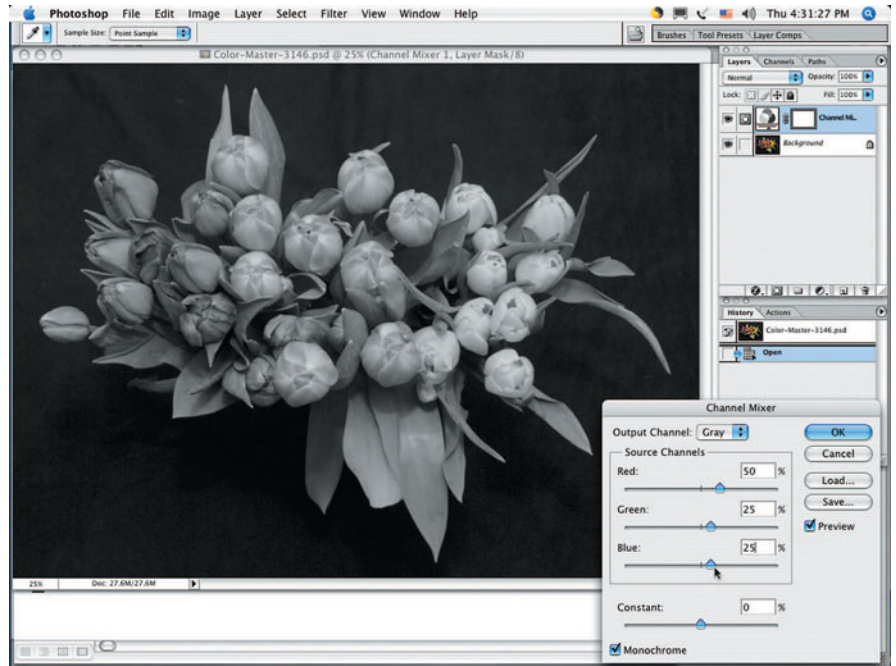 Photoshop File Edit Image Layer Select Filter View Window Help Thu 4:31:27 PM
Sample Size: Point Sample
Brushes Tool Presets Layer Comps
Color-Master-3146.psd @ 25% (Channel Mixer 1, Layer Mask/8)
Layers Channels Paths
Normal Opacity: 100%
Lock: Fill: 100%
Channel Mi...
Background
History Actions
Color-Master-3146.psd
Open
25% Doc: 27.6M/27.6M
Channel Mixer
Output Channel: Gray OK
Source Channels Cancel
Red: 50 %
Load...
Green: 25 % Save...
Preview
Blue: 25 %
Constant: 0 %
Monochrome